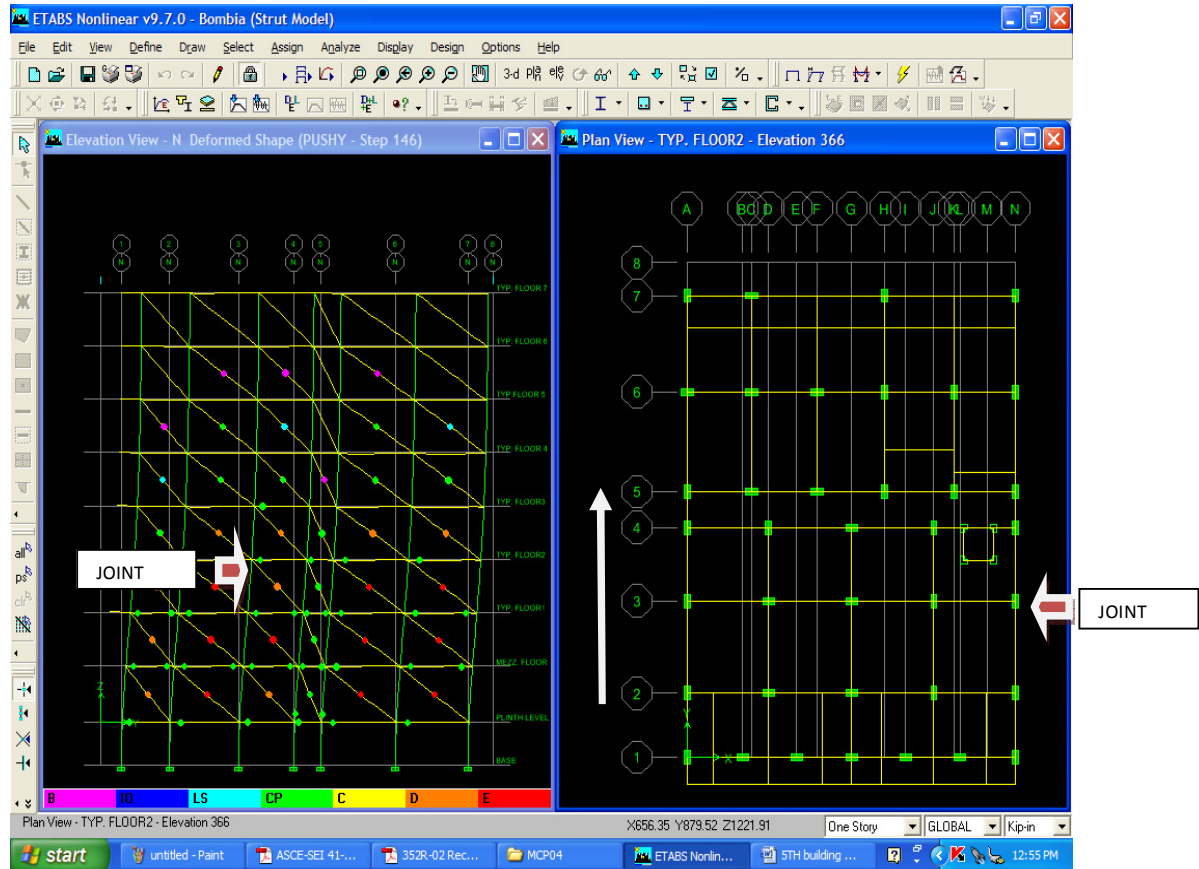 ETABS Nonlinear v9.7.0 - Bombia (Strut Model)
File Edit View Define Draw Select Assign Analyze Display Design Options Help
3-d
Elevation View - N Deformed Shape (PUSHY - Step 146)
Plan View - TYP. FLOOR2 - Elevation 366
1 2 3 4 5 6 7 8
N N N N N N N N
TYP. FLOOR 7
TYP. FLOOR 6
TYP. FLOOR 5
TYP. FLOOR 4
TYP. FLOOR3
TYP. FLOOR2
TYP. FLOOR1
MEZZ. FLOOR
PLINTH LEVEL
BASE
Z
Y
JOINT
B IO LS CP C D E
A B C D E F G H I J K L M N
8
7
6
5
4
3
2
1
Y
X
JOINT
all
ps
clr
Plan View - TYP. FLOOR2 - Elevation 366
X656.35 Y879.52 Z1221.91
One Story
GLOBAL
Kip-in
start
untitled - Paint
ASCE-SEI 41-...
352R-02 Rec...
MCP04
ETABS Nonlin...
5TH building ...
12:55 PM